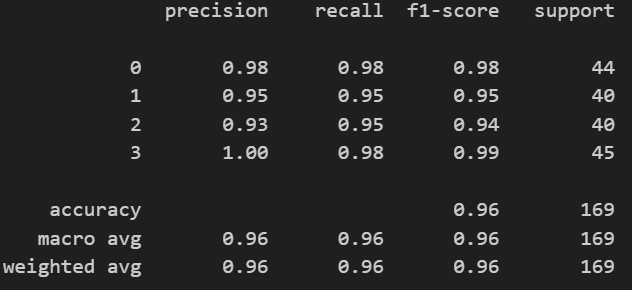 precision recall f1-score support
0 0.98 0.98 0.98 44
1 0.95 0.95 0.95 40
2 0.93 0.95 0.94 40
3 1.00 0.98 0.99 45
accuracy 0.96 169
macro avg 0.96 0.96 0.96 169
weighted avg 0.96 0.96 0.96 169